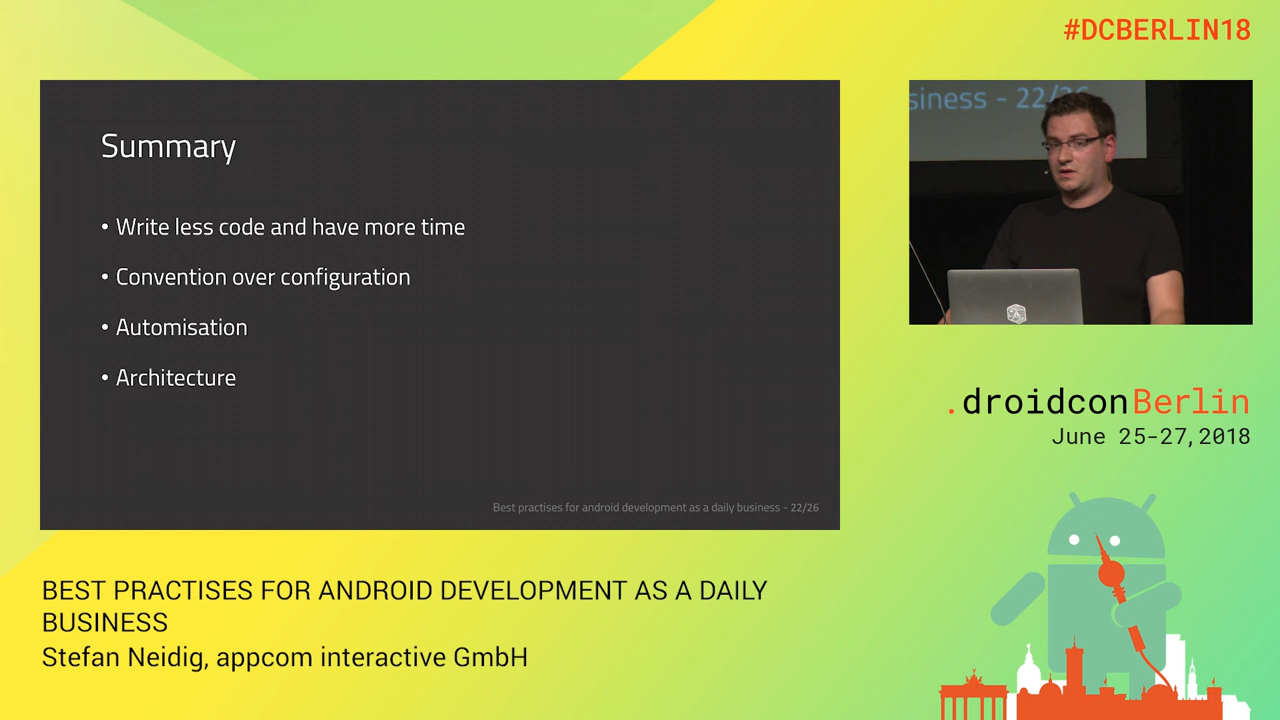 #DCBERLIN18
siness - 22/26
Summary
• Write less code and have more time
• Convention over configuration
• Automisation
• Architecture
Best practises for android development as a daily business - 22/26
.droidconBerlin
June 25-27, 2018
BEST PRACTISES FOR ANDROID DEVELOPMENT AS A DAILY
BUSINESS
Stefan Neidig, appcom interactive GmbH